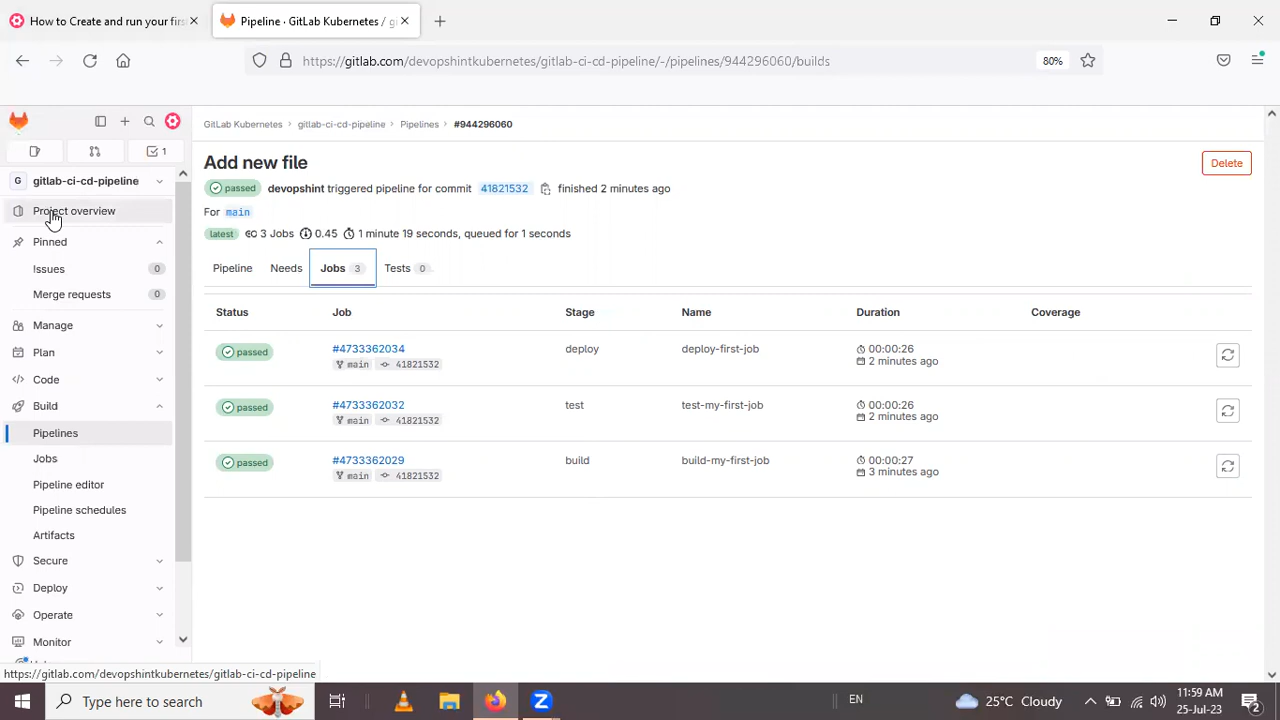 How to Create and run your firs
Pipeline · GitLab Kubernetes / g
https://gitlab.com/devopshintkubernetes/gitlab-ci-cd-pipeline/-/pipelines/944296060/builds
80%
1
G gitlab-ci-cd-pipeline
Project overview
Pinned
Issues 0
Merge requests 0
Manage
Plan
Code
Build
Pipelines
Jobs
Pipeline editor
Pipeline schedules
Artifacts
Secure
Deploy
Operate
Monitor
https://gitlab.com/devopshintkubernetes/gitlab-ci-cd-pipeline
GitLab Kubernetes › gitlab-ci-cd-pipeline › Pipelines › #944296060
Add new file
Delete
passed devopshint triggered pipeline for commit 41821532 finished 2 minutes ago
For main
latest 3 Jobs 0.45 1 minute 19 seconds, queued for 1 seconds
Pipeline Needs Jobs 3 Tests 0
Status Job Stage Name Duration Coverage
passed #4733362034 deploy deploy-first-job 00:00:26
main 41821532 2 minutes ago
passed #4733362032 test test-my-first-job 00:00:26
main 41821532 2 minutes ago
passed #4733362029 build build-my-first-job 00:00:27
main 41821532 3 minutes ago
Type here to search
EN
25°C Cloudy
11:59 AM
25-Jul-23
2